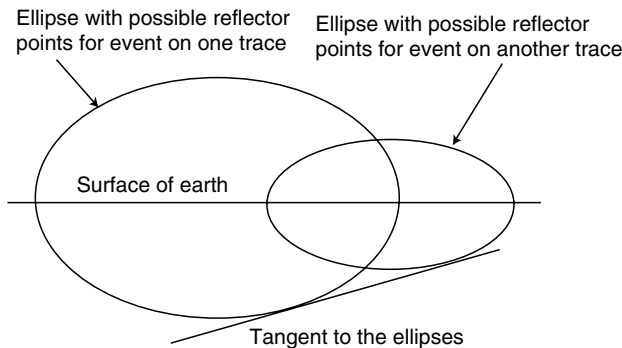 Ellipse with possible reflector
points for event on one trace
Ellipse with possible reflector
points for event on another trace
Surface of earth
Tangent to the ellipses